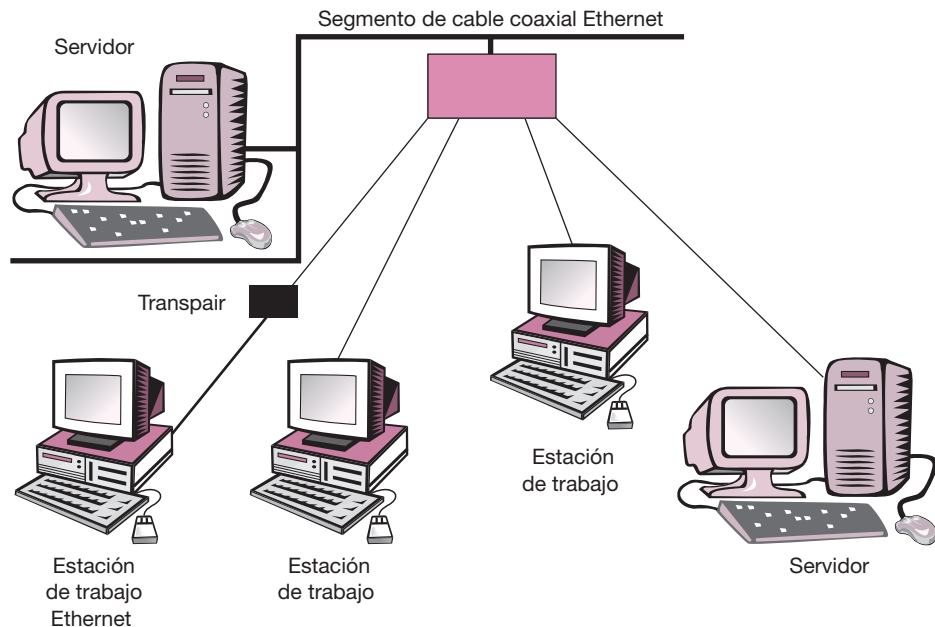 Segmento de cable coaxial Ethernet
Servidor
Transpair
Estación
de trabajo
Ethernet
Estación
de trabajo
Estación
de trabajo
Servidor